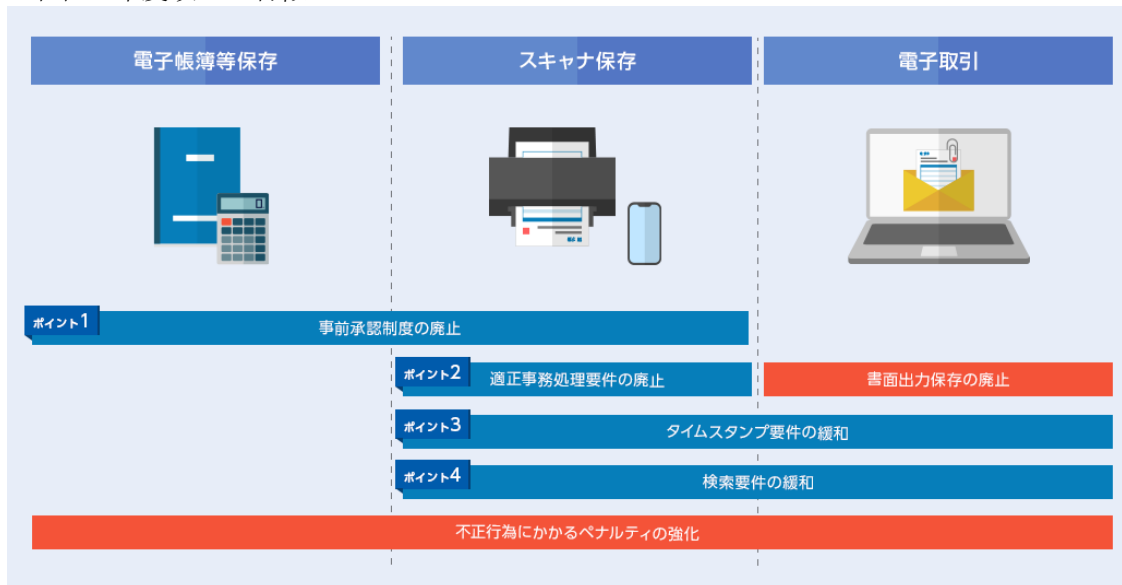 電子帳簿等保存
スキャナ保存
電子取引
ポイント1
事前承認制度の廃止
ポイント2
適正事務処理要件の廃止
書面出力保存の廃止
ポイント3
タイムスタンプ要件の緩和
ポイント4
検索要件の緩和
不正行為にかかるペナルティの強化